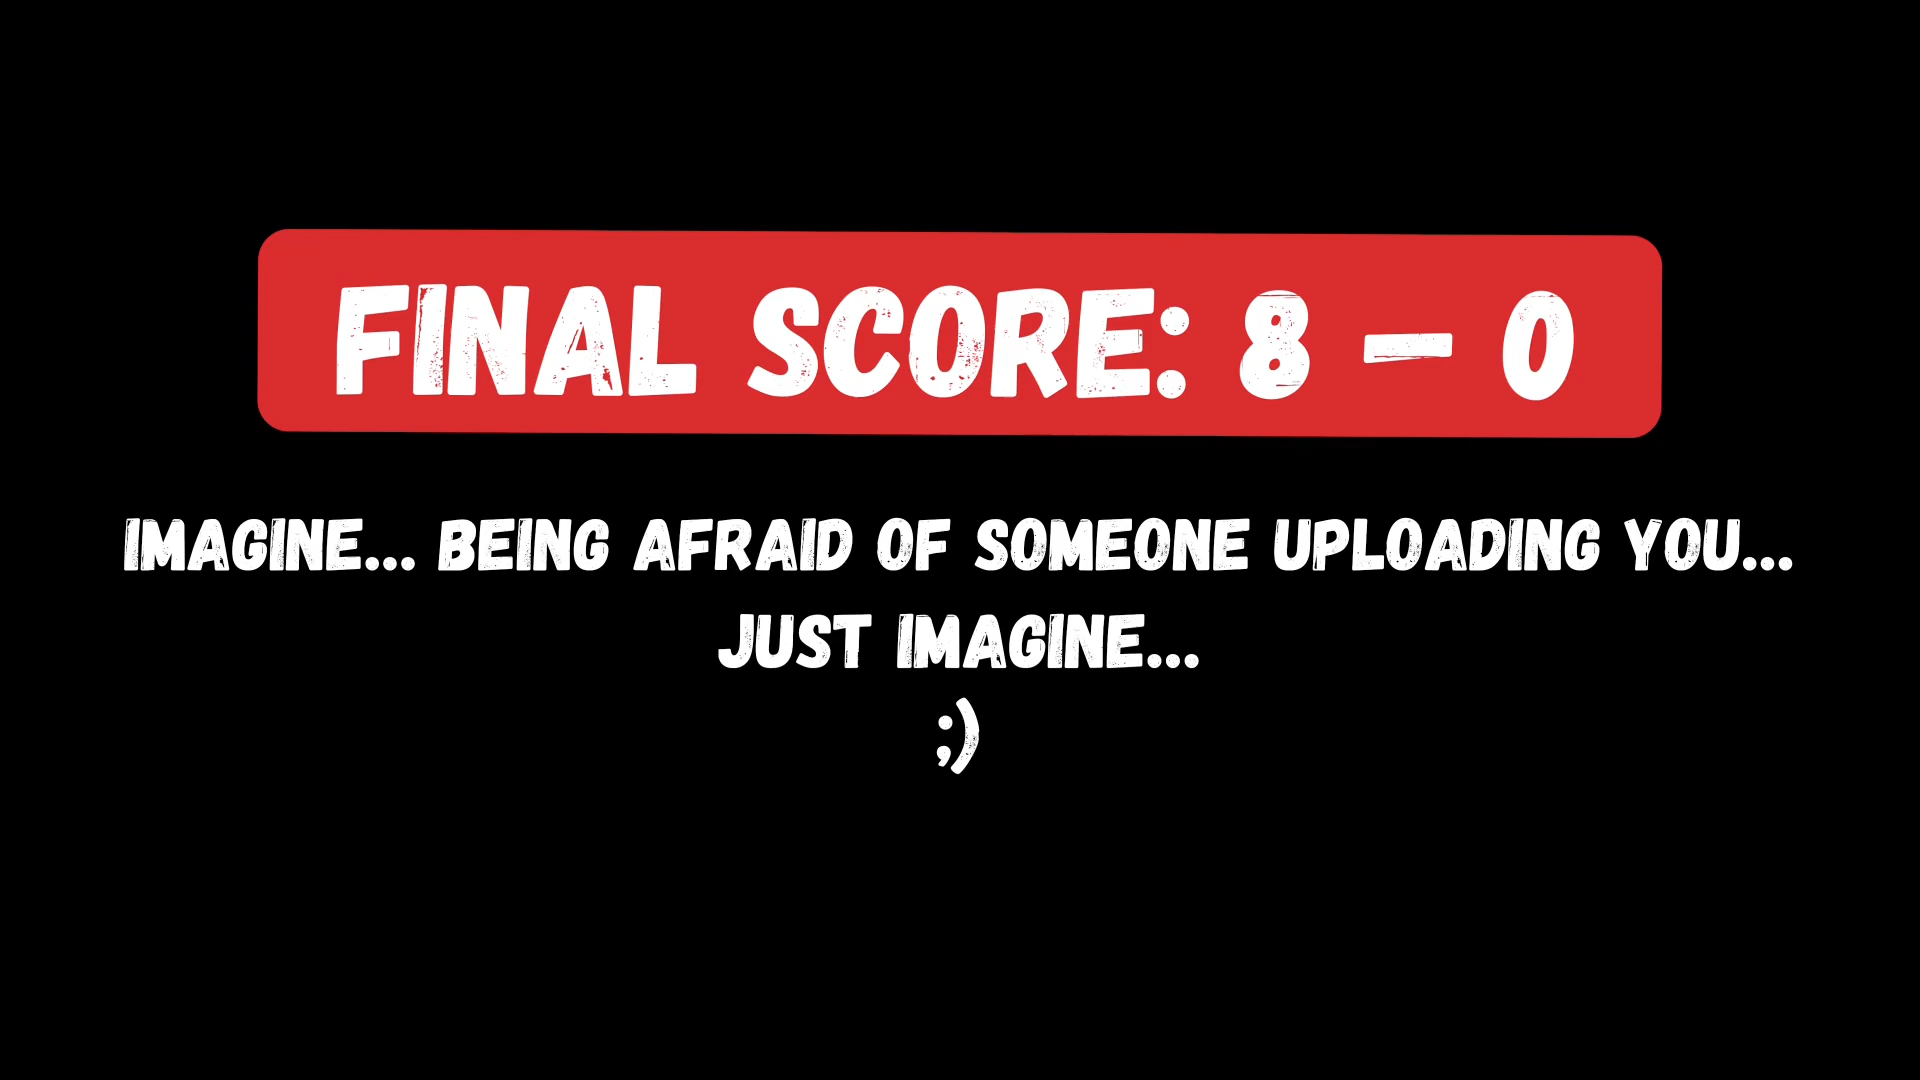 FINAL SCORE: 8 – 0
IMAGINE... BEING AFRAID OF SOMEONE UPLOADING YOU...
JUST IMAGINE...
;)